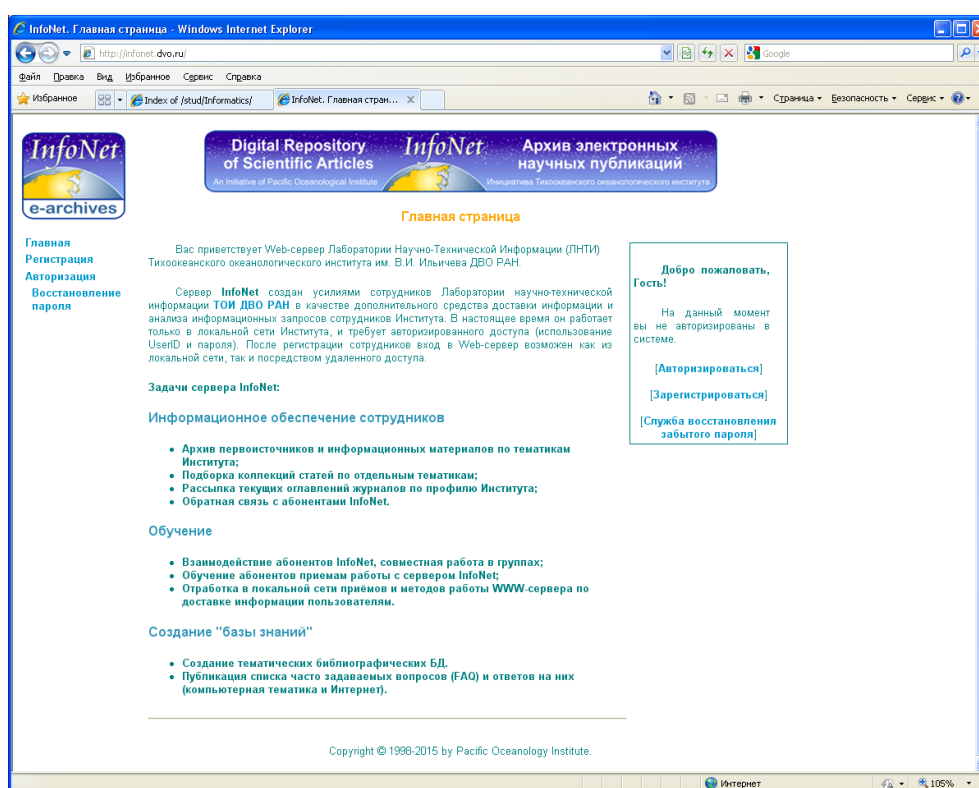 InfoNet. Главная страница - Windows Internet Explorer
http://infonet.dvo.ru/
Google
Файл Правка Вид Избранное Сервис Справка
Избранное
Index of /stud/Informatics/
InfoNet. Главная стран...
Страница
Безопасность
Сервис
InfoNet
e-archives
Digital Repository
of Scientific Articles
An Initiative of Pacific Oceanological Institute
InfoNet
Архив электронных
научных публикаций
Инициатива Тихоокеанского океанологического института
Главная страница
Главная
Регистрация
Авторизация
Восстановление
пароля
Вас приветствует Web-сервер Лаборатории Научно-Технической Информации (ЛНТИ)
Тихоокеанского океанологического института им. В.И. Ильичева ДВО РАН.
Сервер InfoNet создан усилиями сотрудников Лаборатории научно-технической
информации ТОИ ДВО РАН в качестве дополнительного средства доставки информации и
анализа информационных запросов сотрудников Института. В настоящее время он работает
только в локальной сети Института, и требует авторизированного доступа (использование
UserID и пароля). После регистрации сотрудников вход в Web-сервер возможен как из
локальной сети, так и посредством удаленного доступа.
Задачи сервера InfoNet:
Информационное обеспечение сотрудников
• Архив первоисточников и информационных материалов по тематикам
Института;
• Подборка коллекций статей по отдельным тематикам;
• Рассылка текущих оглавлений журналов по профилю Института;
• Обратная связь с абонентами InfoNet.
Обучение
• Взаимодействие абонентов InfoNet, совместная работа в группах;
• Обучение абонентов приемам работы с сервером InfoNet;
• Отработка в локальной сети приёмов и методов работы WWW-сервера по
доставке информации пользователям.
Создание "базы знаний"
• Создание тематических библиографических БД.
• Публикация списка часто задаваемых вопросов (FAQ) и ответов на них
(компьютерная тематика и Интернет).
Добро пожаловать,
Гость!
На данный момент
вы не авторизированы в
системе.
[Авторизироваться]
[Зарегистрироваться]
[Служба восстановления
забытого пароля]
Copyright © 1998-2015 by Pacific Oceanology Institute.
Интернет
105%